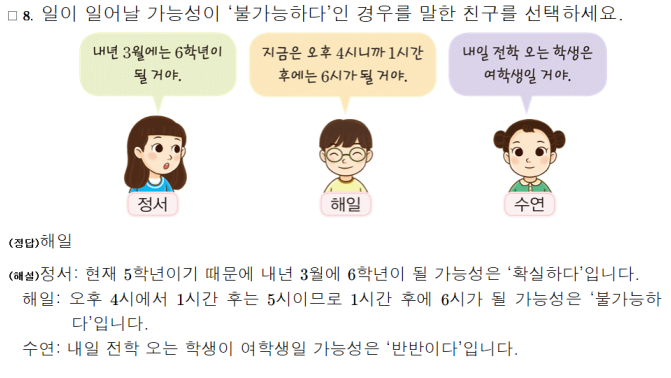 □ 8. 일이 일어날 가능성이 ‘불가능하다’인 경우를 말한 친구를 선택하세요.
내년 3월에는 6학년이
될 거야.
지금은 오후 4시니까 1시간
후에는 6시가 될 거야.
내일 전학 오는 학생은
여학생일 거야.
정서
해일
수연
(정답)해일
(해설)정서: 현재 5학년이기 때문에 내년 3월에 6학년이 될 가능성은 ‘확실하다’입니다.
해일: 오후 4시에서 1시간 후는 5시이므로 1시간 후에 6시가 될 가능성은 ‘불가능하
다’입니다.
수연: 내일 전학 오는 학생이 여학생일 가능성은 ‘반반이다’입니다.